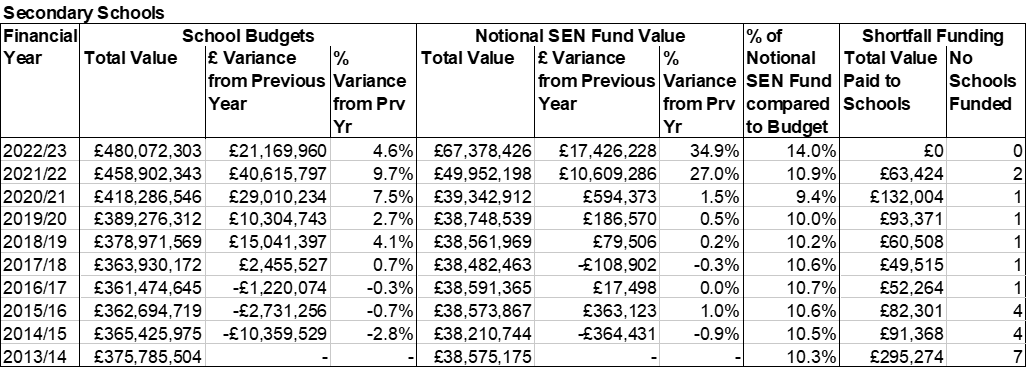 Secondary Schools
Financial School Budgets Notional SEN Fund Value % of Shortfall Funding
Year Total Value £ Variance % Total Value £ Variance % Notional Total Value No
from Previous Variance from Previous Variance SEN Fund Paid to Schools
Year from Prv Year from Prv compared Schools Funded
Yr Yr to Budget
2022/23 £480,072,303 £21,169,960 4.6% £67,378,426 £17,426,228 34.9% 14.0% £0 0
2021/22 £458,902,343 £40,615,797 9.7% £49,952,198 £10,609,286 27.0% 10.9% £63,424 2
2020/21 £418,286,546 £29,010,234 7.5% £39,342,912 £594,373 1.5% 9.4% £132,004 1
2019/20 £389,276,312 £10,304,743 2.7% £38,748,539 £186,570 0.5% 10.0% £93,371 1
2018/19 £378,971,569 £15,041,397 4.1% £38,561,969 £79,506 0.2% 10.2% £60,508 1
2017/18 £363,930,172 £2,455,527 0.7% £38,482,463 -£108,902 -0.3% 10.6% £49,515 1
2016/17 £361,474,645 -£1,220,074 -0.3% £38,591,365 £17,498 0.0% 10.7% £52,264 1
2015/16 £362,694,719 -£2,731,256 -0.7% £38,573,867 £363,123 1.0% 10.6% £82,301 4
2014/15 £365,425,975 -£10,359,529 -2.8% £38,210,744 -£364,431 -0.9% 10.5% £91,368 4
2013/14 £375,785,504 - - £38,575,175 - - 10.3% £295,274 7